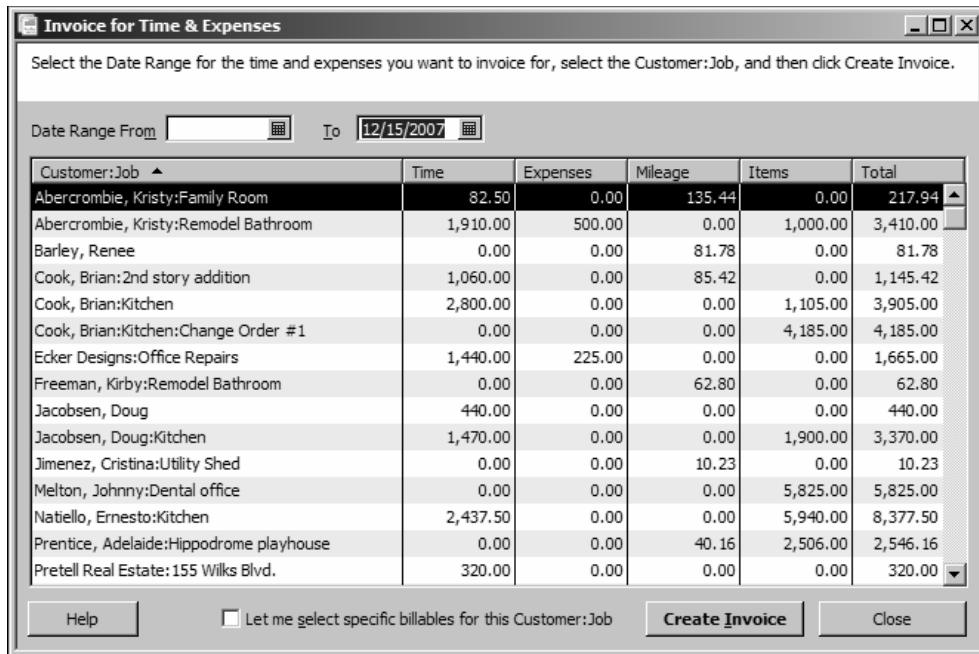 Invoice for Time & Expenses
Select the Date Range for the time and expenses you want to invoice for, select the Customer:Job, and then click Create Invoice.
Date Range From To 12/15/2007
Customer:Job Time Expenses Mileage Items Total
Abercrombie, Kristy:Family Room 82.50 0.00 135.44 0.00 217.94
Abercrombie, Kristy:Remodel Bathroom 1,910.00 500.00 0.00 1,000.00 3,410.00
Barley, Renee 0.00 0.00 81.78 0.00 81.78
Cook, Brian:2nd story addition 1,060.00 0.00 85.42 0.00 1,145.42
Cook, Brian:Kitchen 2,800.00 0.00 0.00 1,105.00 3,905.00
Cook, Brian:Kitchen:Change Order #1 0.00 0.00 0.00 4,185.00 4,185.00
Ecker Designs:Office Repairs 1,440.00 225.00 0.00 0.00 1,665.00
Freeman, Kirby:Remodel Bathroom 0.00 0.00 62.80 0.00 62.80
Jacobsen, Doug 440.00 0.00 0.00 0.00 440.00
Jacobsen, Doug:Kitchen 1,470.00 0.00 0.00 1,900.00 3,370.00
Jimenez, Cristina:Utility Shed 0.00 0.00 10.23 0.00 10.23
Melton, Johnny:Dental office 0.00 0.00 0.00 5,825.00 5,825.00
Natiello, Ernesto:Kitchen 2,437.50 0.00 0.00 5,940.00 8,377.50
Prentice, Adelaide:Hippodrome playhouse 0.00 0.00 40.16 2,506.00 2,546.16
Pretell Real Estate:155 Wilks Blvd. 320.00 0.00 0.00 0.00 320.00
Help Let me select specific billables for this Customer:Job Create Invoice Close